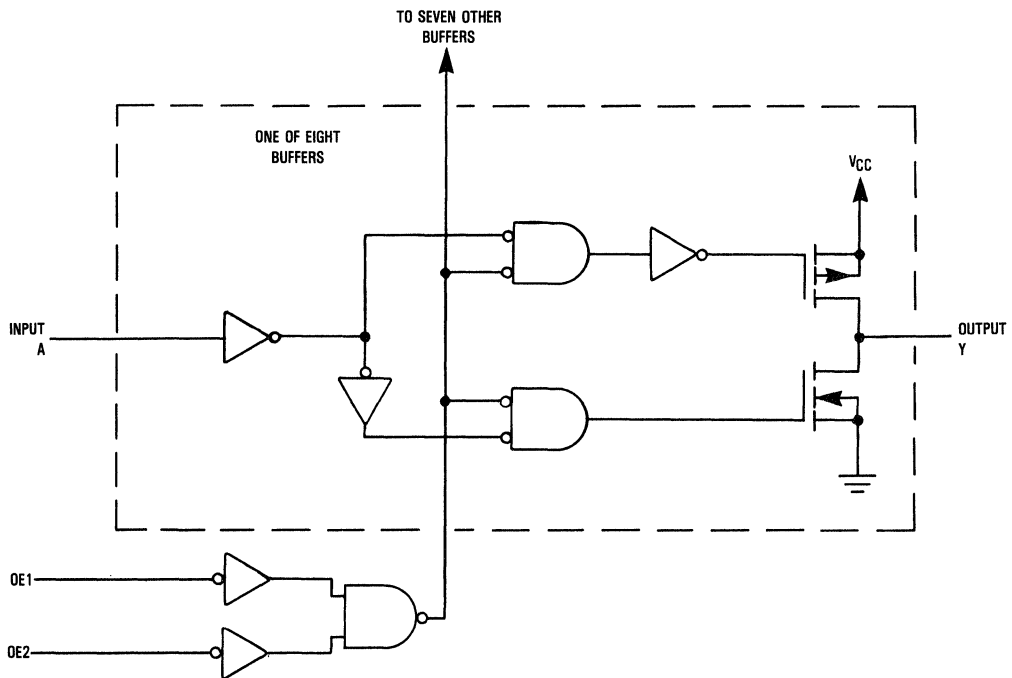 TO SEVEN OTHER
BUFFERS
ONE OF EIGHT
BUFFERS
VCC
INPUT
A
OUTPUT
Y
OE1
OE2